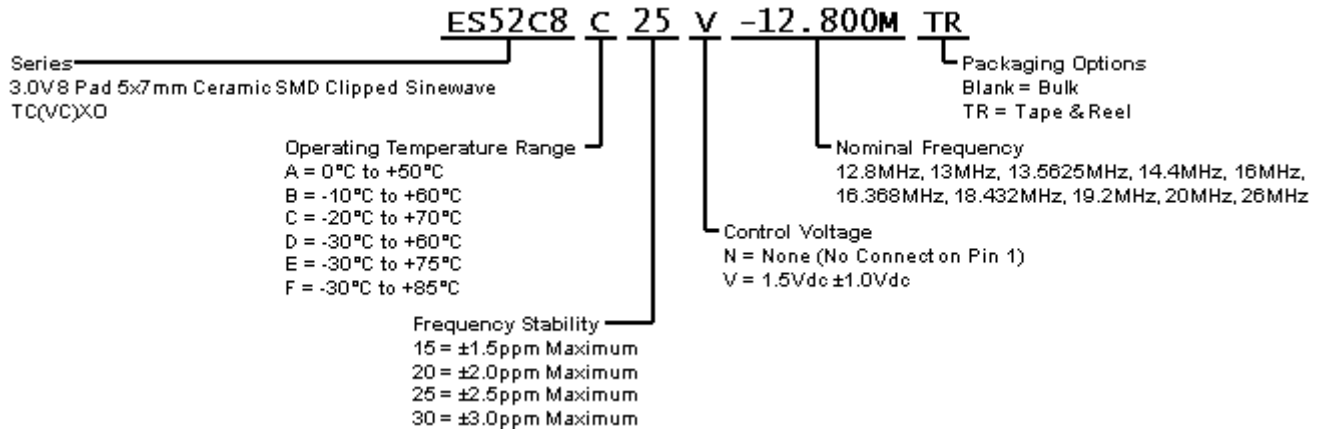 ES52C8 C 25 V -12.800M TR
Series
3.0V 8 Pad 5x7mm Ceramic SMD Clipped Sinewave
TC(VC)XO
Packaging Options
Blank = Bulk
TR = Tape & Reel
Operating Temperature Range
A = 0°C to +50°C
B = -10°C to +60°C
C = -20°C to +70°C
D = -30°C to +60°C
E = -30°C to +75°C
F = -30°C to +85°C
Nominal Frequency
12.8MHz, 13MHz, 13.5625MHz, 14.4MHz, 16MHz,
16.368MHz, 18.432MHz, 19.2MHz, 20MHz, 26MHz
Control Voltage
N = None (No Connect on Pin 1)
V = 1.5Vdc ±1.0Vdc
Frequency Stability
15 = ±1.5ppm Maximum
20 = ±2.0ppm Maximum
25 = ±2.5ppm Maximum
30 = ±3.0ppm Maximum